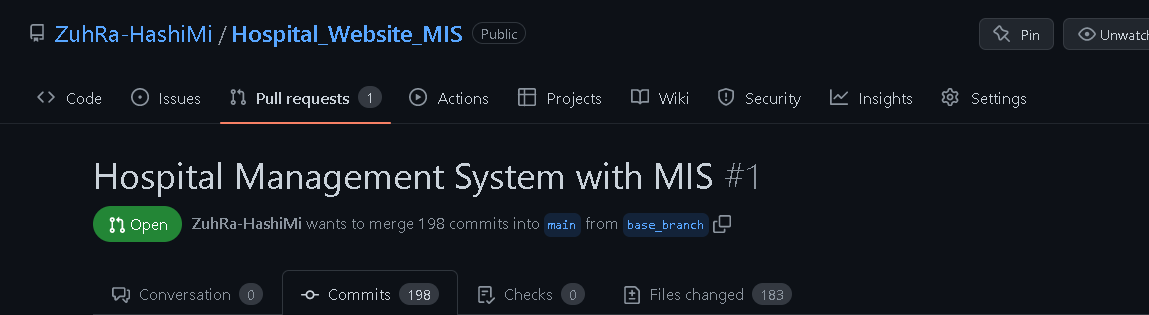 ZuhRa-HashiMi / Hospital_Website_MIS Public Pin Unwatch
Code Issues Pull requests 1 Actions Projects Wiki Security Insights Settings
Hospital Management System with MIS #1
Open ZuhRa-HashiMi wants to merge 198 commits into main from base_branch
Conversation 0 Commits 198 Checks 0 Files changed 183